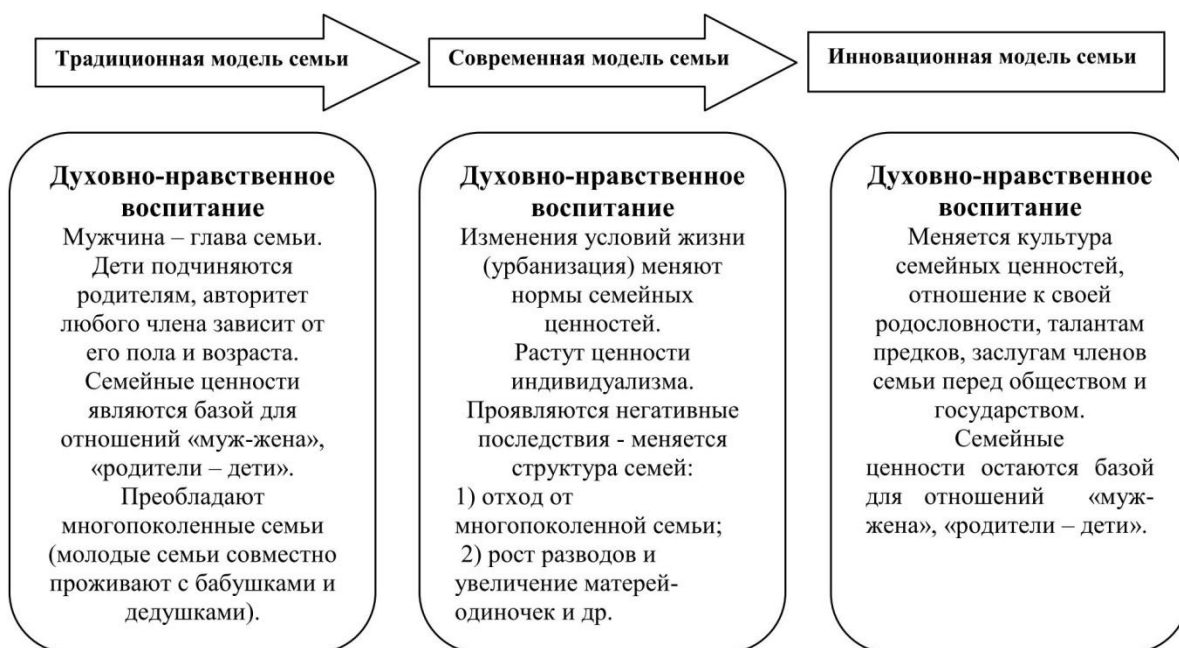 Традиционная модель семьи
Современная модель семьи
Инновационная модель семьи
Духовно-нравственное
воспитание
Мужчина – глава семьи.
Дети подчиняются
родителям, авторитет
любого члена зависит от
его пола и возраста.
Семейные ценности
являются базой для
отношений «муж-жена»,
«родители – дети».
Преобладают
многопоколенные семьи
(молодые семьи совместно
проживают с бабушками и
дедушками).
Духовно-нравственное
воспитание
Изменения условий жизни
(урбанизация) меняют
нормы семейных
ценностей.
Растут ценности
индивидуализма.
Проявляются негативные
последствия - меняется
структура семей:
1) отход от
многопоколенной семьи;
2) рост разводов и
увеличение матерей-
одиночек и др.
Духовно-нравственное
воспитание
Меняется культура
семейных ценностей,
отношение к своей
родословности, талантам
предков, заслугам членов
семьи перед обществом и
государством.
Семейные
ценности остаются базой
для отношений «муж-
жена», «родители – дети».